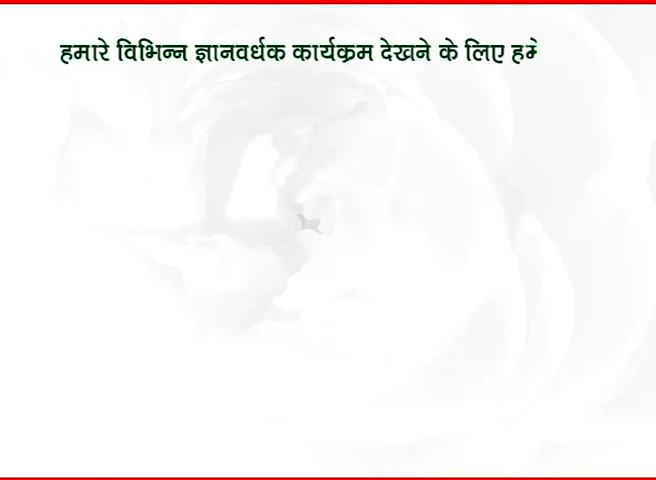 हमारे विभिन्न ज्ञानवर्धक कार्यक्रम देखने के लिए हमे